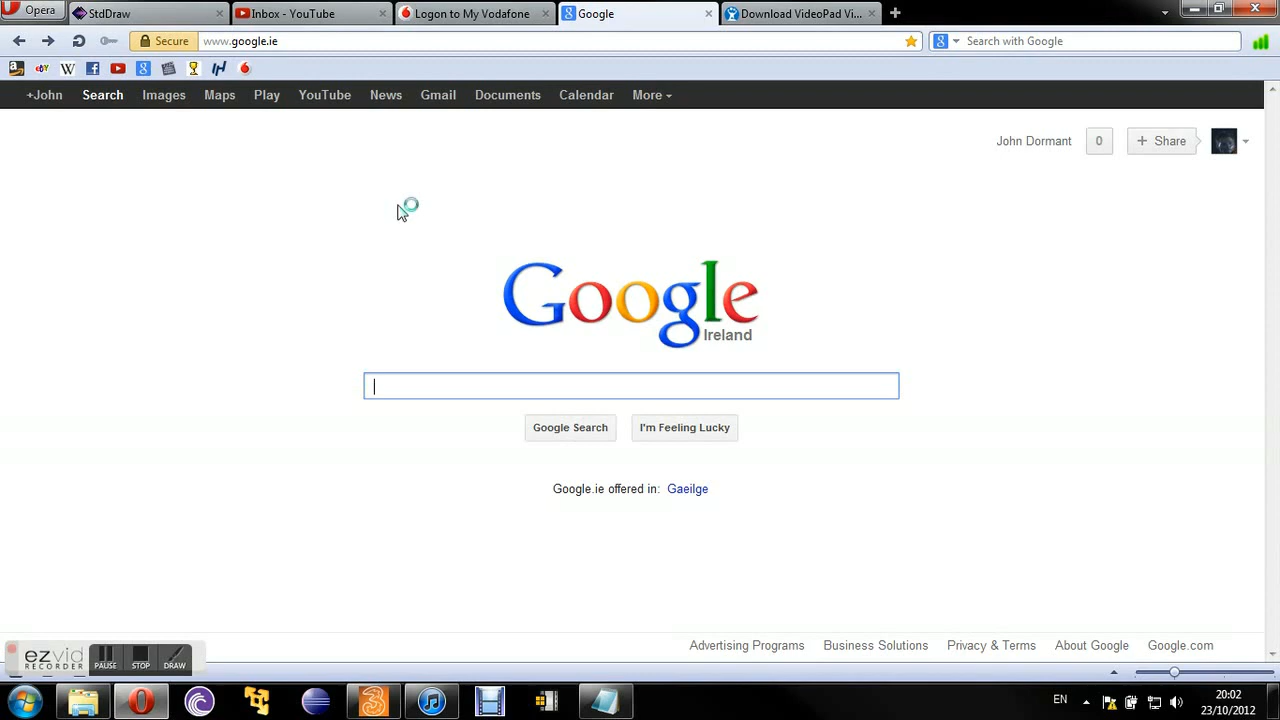 Opera
StdDraw
Inbox - YouTube
Logon to My Vodafone
Google
Download VideoPad Vi...
Secure
www.google.ie
Search with Google
+John Search Images Maps Play YouTube News Gmail Documents Calendar More
John Dormant 0 + Share
Google
Ireland
Google Search
I'm Feeling Lucky
Google.ie offered in: Gaeilge
Advertising Programs Business Solutions Privacy & Terms About Google Google.com
ezvid
RECORDER
PAUSE STOP DRAW
EN
20:02
23/10/2012